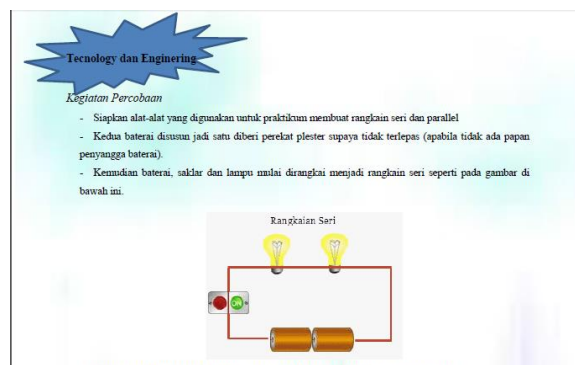 Tecnology dan Enginering
Kegiatan Percobaan
- Siapkan alat-alat yang digunakan untuk praktikum membuat rangkain seri dan parallel
- Kedua baterai disusun jadi satu diberi perekat plester supaya tidak terlepas (apabila tidak ada papan
penyangga baterai).
- Kemudian baterai, saklar dan lampu mulai dirangkai menjadi rangkain seri seperti pada gambar di
bawah ini.
Rangkaian Seri
ON